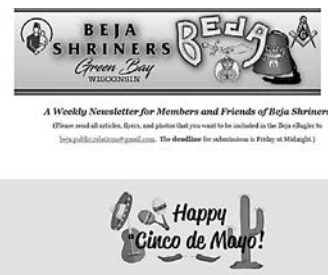 BEJA
SHRINERS
Green Bay
WISCONSIN
BEJA
G
A Weekly Newsletter for Members and Friends of Beja Shriners
(Please send all articles, flyers, and photos that you want to be included in the Beja eBugler to
beja.public.relations@gmail.com. The deadline for submissions is Friday at Midnight.)
Happy
Cinco de Mayo!